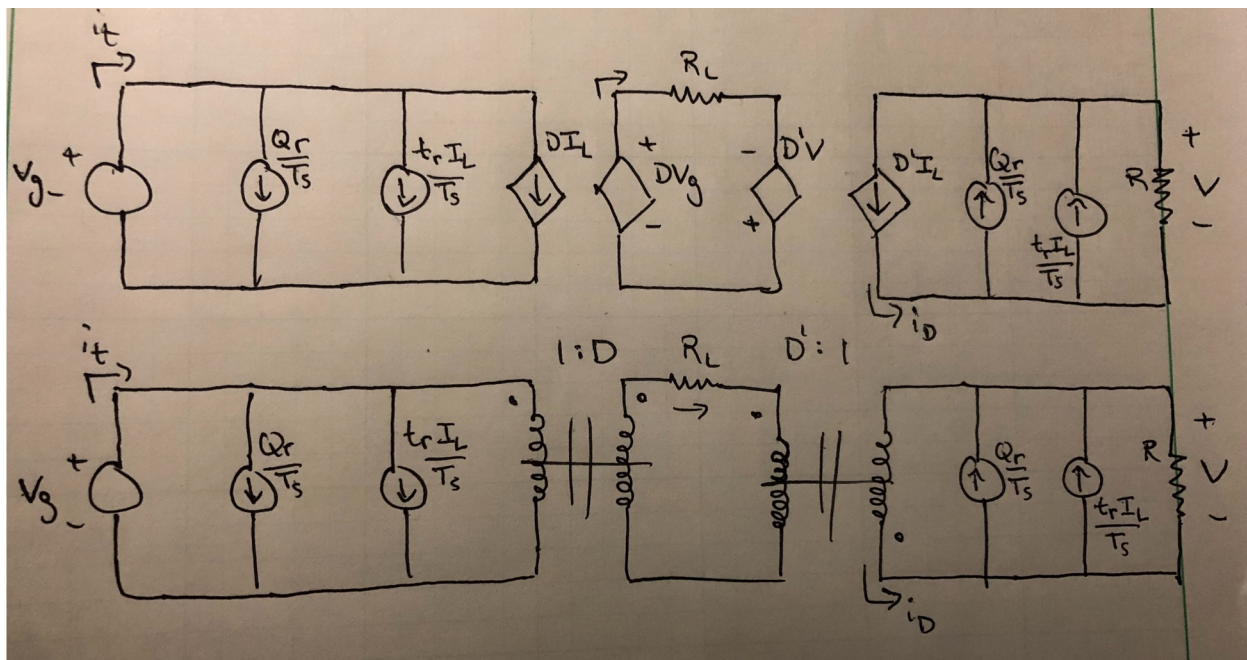 it
Vg + -
Qr/Ts
trIL/Ts
DIL
+ DVg -
RL
- D'V +
D'IL
Qr/Ts
trIL/Ts
R
+ V -
iD
it
1:D
RL
D':1
Vg + -
Qr/Ts
trIL/Ts
Qr/Ts
trIL/Ts
R
+ V -
iD